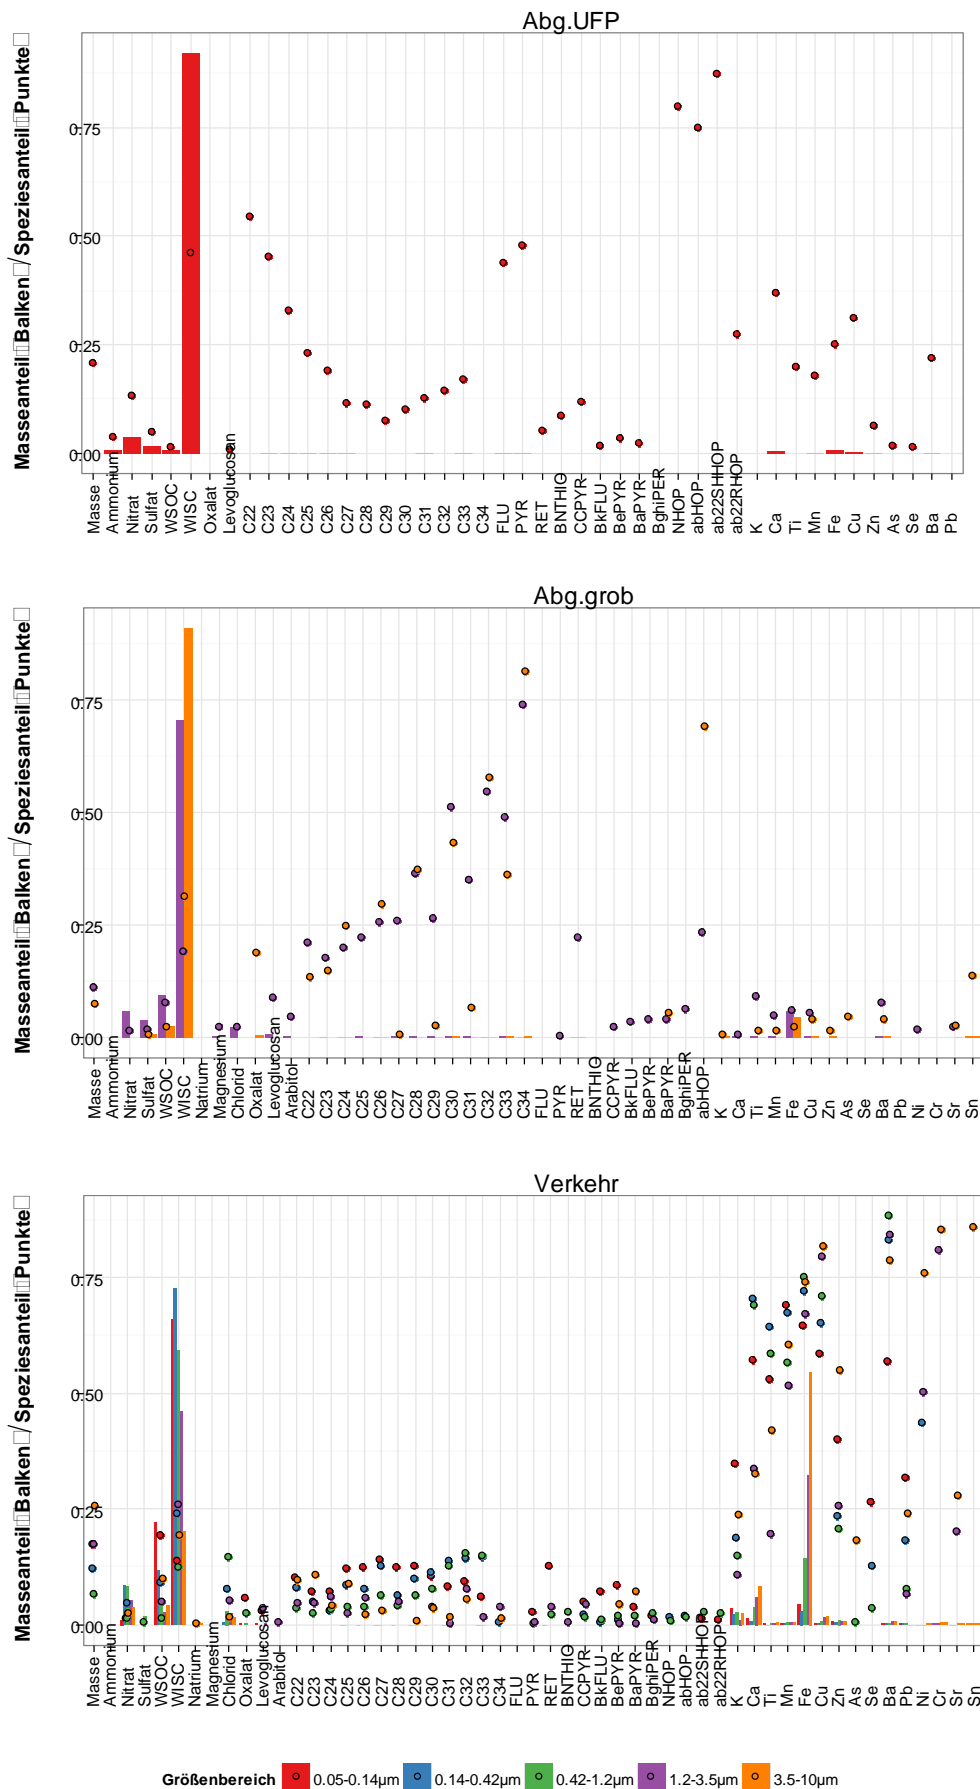 Abg.UFP
Masseanteil□Balken□/Speziesanteil□Punkte□
0.75
0.50
0.25
0.00
Masse
Ammonium
Nitrat
Sulfat
WSOC
WISC
Oxalat
Levoglucosan
C22
C23
C24
C25
C26
C27
C28
C29
C30
C31
C32
C33
C34
FLU
PYR
RET
BNTHIO
CCPYR
BkFLU
BePYR
BaPYR
BghiPER
NHOP
abHOP
ab22SHHOP
ab22RHOP
K
Ca
Ti
Mn
Fe
Cu
Zn
As
Se
Ba
Pb
Abg.grob
Masseanteil□Balken□/Speziesanteil□Punkte□
0.75
0.50
0.25
0.00
Masse
Ammonium
Nitrat
Sulfat
WSOC
WISC
Natrium
Magnesium
Chlorid
Oxalat
Levoglucosan
Arabitol
C22
C23
C24
C25
C26
C27
C28
C29
C30
C31
C32
C33
C34
FLU
PYR
RET
BNTHIO
CCPYR
BkFLU
BePYR
BaPYR
BghiPER
abHOP
K
Ca
Ti
Mn
Fe
Cu
Zn
As
Se
Ba
Pb
Ni
Cr
Sr
Sn
Verkehr
Masseanteil□Balken□/Speziesanteil□Punkte□
0.75
0.50
0.25
0.00
Masse
Ammonium
Nitrat
Sulfat
WSOC
WISC
Natrium
Magnesium
Chlorid
Oxalat
Levoglucosan
Arabitol
C22
C23
C24
C25
C26
C27
C28
C29
C30
C31
C32
C33
C34
FLU
PYR
RET
BNTHIO
CCPYR
BkFLU
BePYR
BaPYR
BghiPER
NHOP
abHOP
ab22SHHOP
ab22RHOP
K
Ca
Ti
Mn
Fe
Cu
Zn
As
Se
Ba
Pb
Ni
Cr
Sr
Sn
Größenbereich 0.05-0.14µm 0.14-0.42µm 0.42-1.2µm 1.2-3.5µm 3.5-10µm